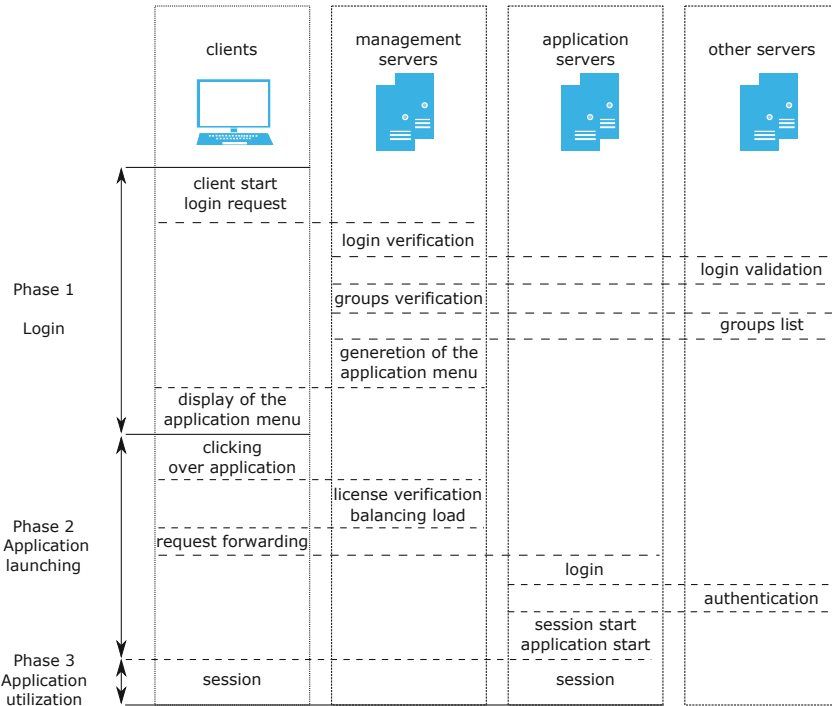 clients
management
servers
application
servers
other servers
client start
login request
login verification
login validation
Phase 1
Login
groups verification
groups list
generetion of the
application menu
display of the
application menu
clicking
over application
license verification
balancing load
Phase 2
Application
launching
request forwarding
login
authentication
session start
application start
Phase 3
Application
utilization
session
session